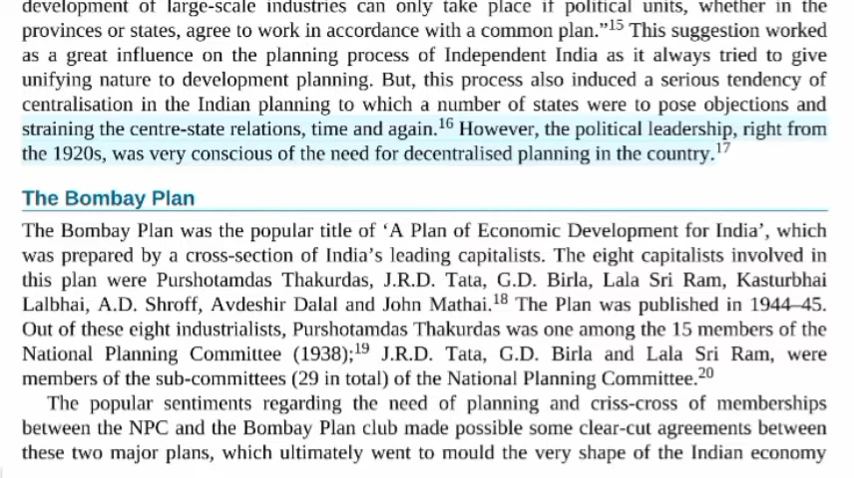 development of large-scale industries can only take place if political units, whether in the
provinces or states, agree to work in accordance with a common plan.”15 This suggestion worked
as a great influence on the planning process of Independent India as it always tried to give
unifying nature to development planning. But, this process also induced a serious tendency of
centralisation in the Indian planning to which a number of states were to pose objections and
straining the centre-state relations, time and again.16 However, the political leadership, right from
the 1920s, was very conscious of the need for decentralised planning in the country.17
The Bombay Plan
The Bombay Plan was the popular title of ‘A Plan of Economic Development for India’, which
was prepared by a cross-section of India’s leading capitalists. The eight capitalists involved in
this plan were Purshotamdas Thakurdas, J.R.D. Tata, G.D. Birla, Lala Sri Ram, Kasturbhai
Lalbhai, A.D. Shroff, Avdeshir Dalal and John Mathai.18 The Plan was published in 1944–45.
Out of these eight industrialists, Purshotamdas Thakurdas was one among the 15 members of the
National Planning Committee (1938);19 J.R.D. Tata, G.D. Birla and Lala Sri Ram, were
members of the sub-committees (29 in total) of the National Planning Committee.20
The popular sentiments regarding the need of planning and criss-cross of memberships
between the NPC and the Bombay Plan club made possible some clear-cut agreements between
these two major plans, which ultimately went to mould the very shape of the Indian economy